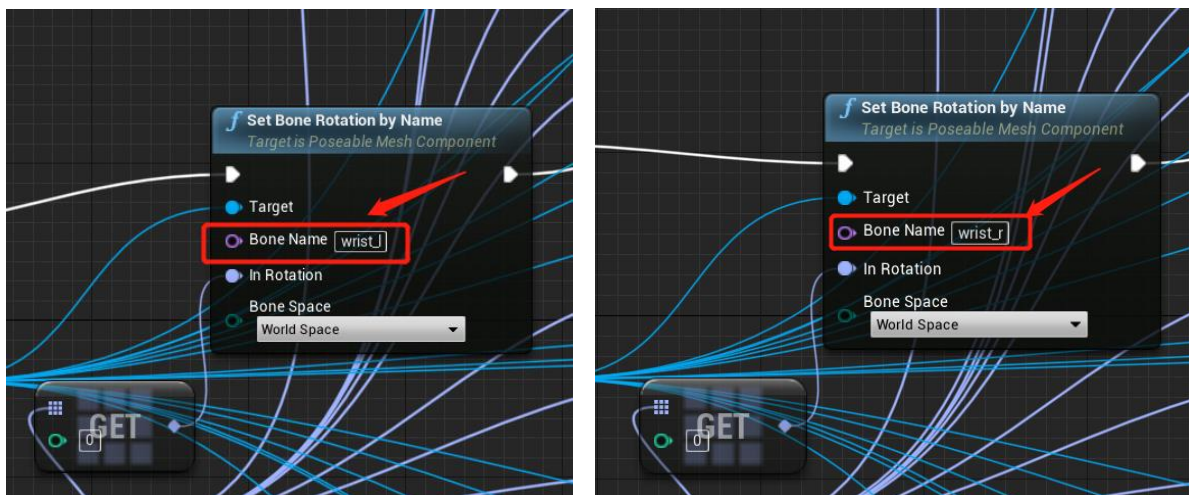 Set Bone Rotation by Name
Target is Poseable Mesh Component
Target
Bone Name wrist_l
In Rotation
Bone Space
World Space
GET
0
Set Bone Rotation by Name
Target is Poseable Mesh Component
Target
Bone Name wrist_r
In Rotation
Bone Space
World Space
GET
0